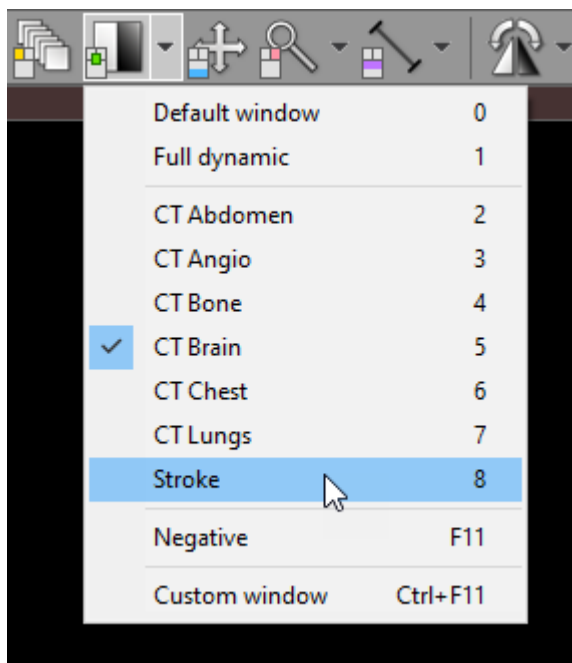 Default window 0
Full dynamic 1
CT Abdomen 2
CT Angio 3
CT Bone 4
CT Brain 5
CT Chest 6
CT Lungs 7
Stroke 8
Negative F11
Custom window Ctrl+F11